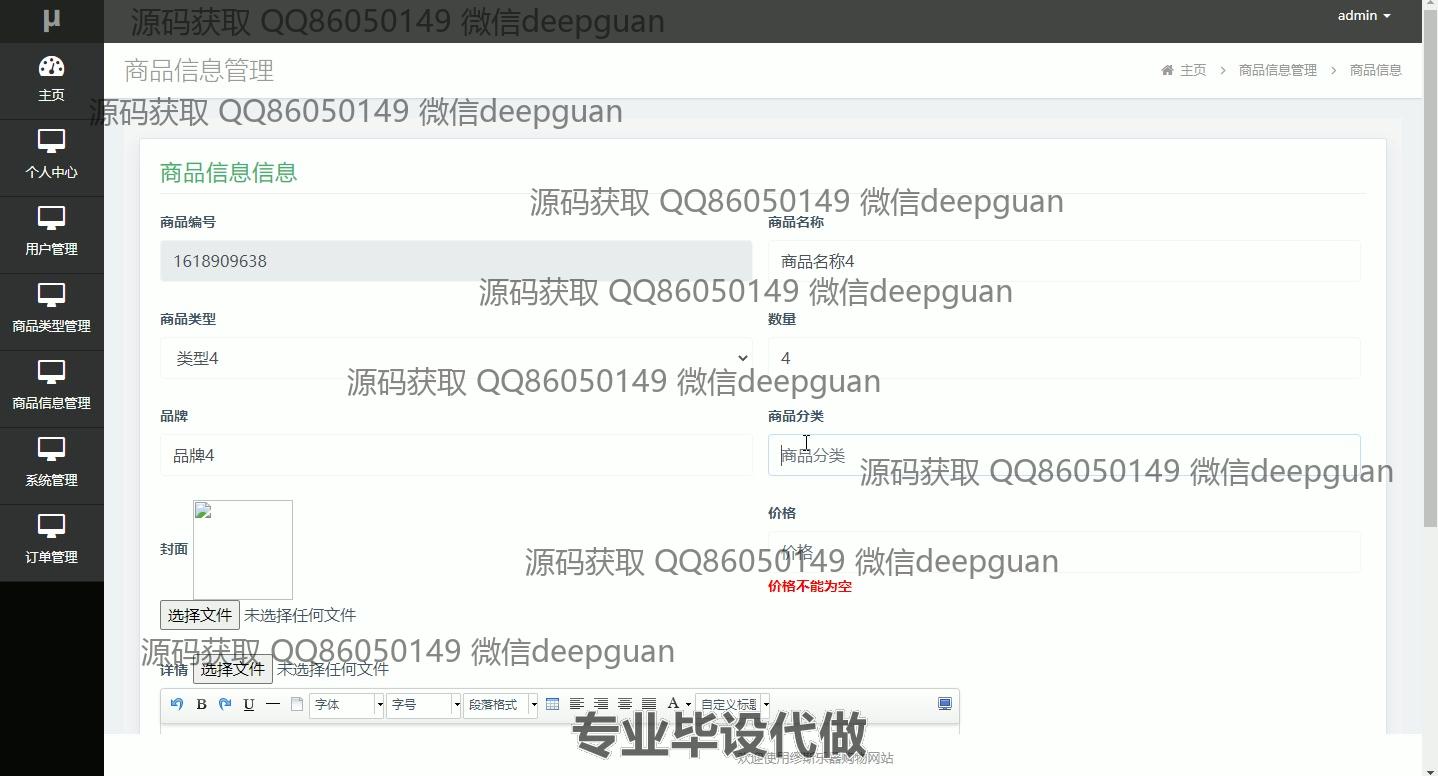 μ
源码获取 QQ86050149 微信deepguan
admin
商品信息管理
主页 > 商品信息管理 > 商品信息
主页
源码获取 QQ86050149 微信deepguan
个人中心
商品信息信息
源码获取 QQ86050149 微信deepguan
商品编号
商品名称
用户管理
1618909638
商品名称4
源码获取 QQ86050149 微信deepguan
商品类型
数量
商品类型管理
类型4
4
源码获取 QQ86050149 微信deepguan
商品信息管理
品牌
商品分类
品牌4
商品分类
源码获取 QQ86050149 微信deepguan
系统管理
价格
封面
价格
源码获取 QQ86050149 微信deepguan
订单管理
价格不能为空
选择文件 未选择任何文件
源码获取 QQ86050149 微信deepguan
详情 选择文件 未选择任何文件
B U 字体 字号 段落格式 A 自定义标题
专业毕设代做
欢迎使用缪斯乐器购物网站